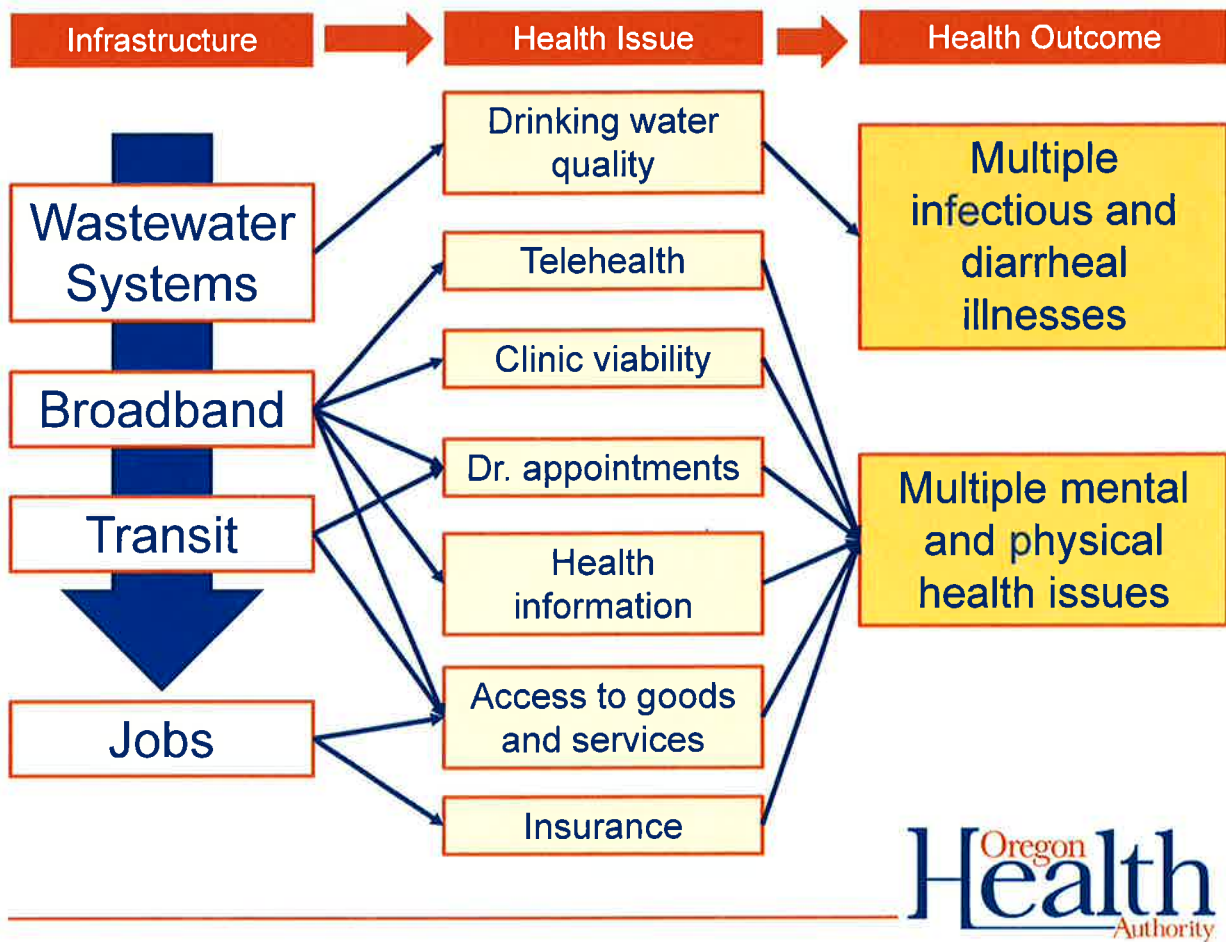 Infrastructure
Health Issue
Health Outcome
Wastewater
Systems
Broadband
Transit
Jobs
Drinking water
quality
Telehealth
Clinic viability
Dr. appointments
Health
information
Access to goods
and services
Insurance
Multiple
infectious and
diarrheal
illnesses
Multiple mental
and physical
health issues
Oregon
Health
Authority